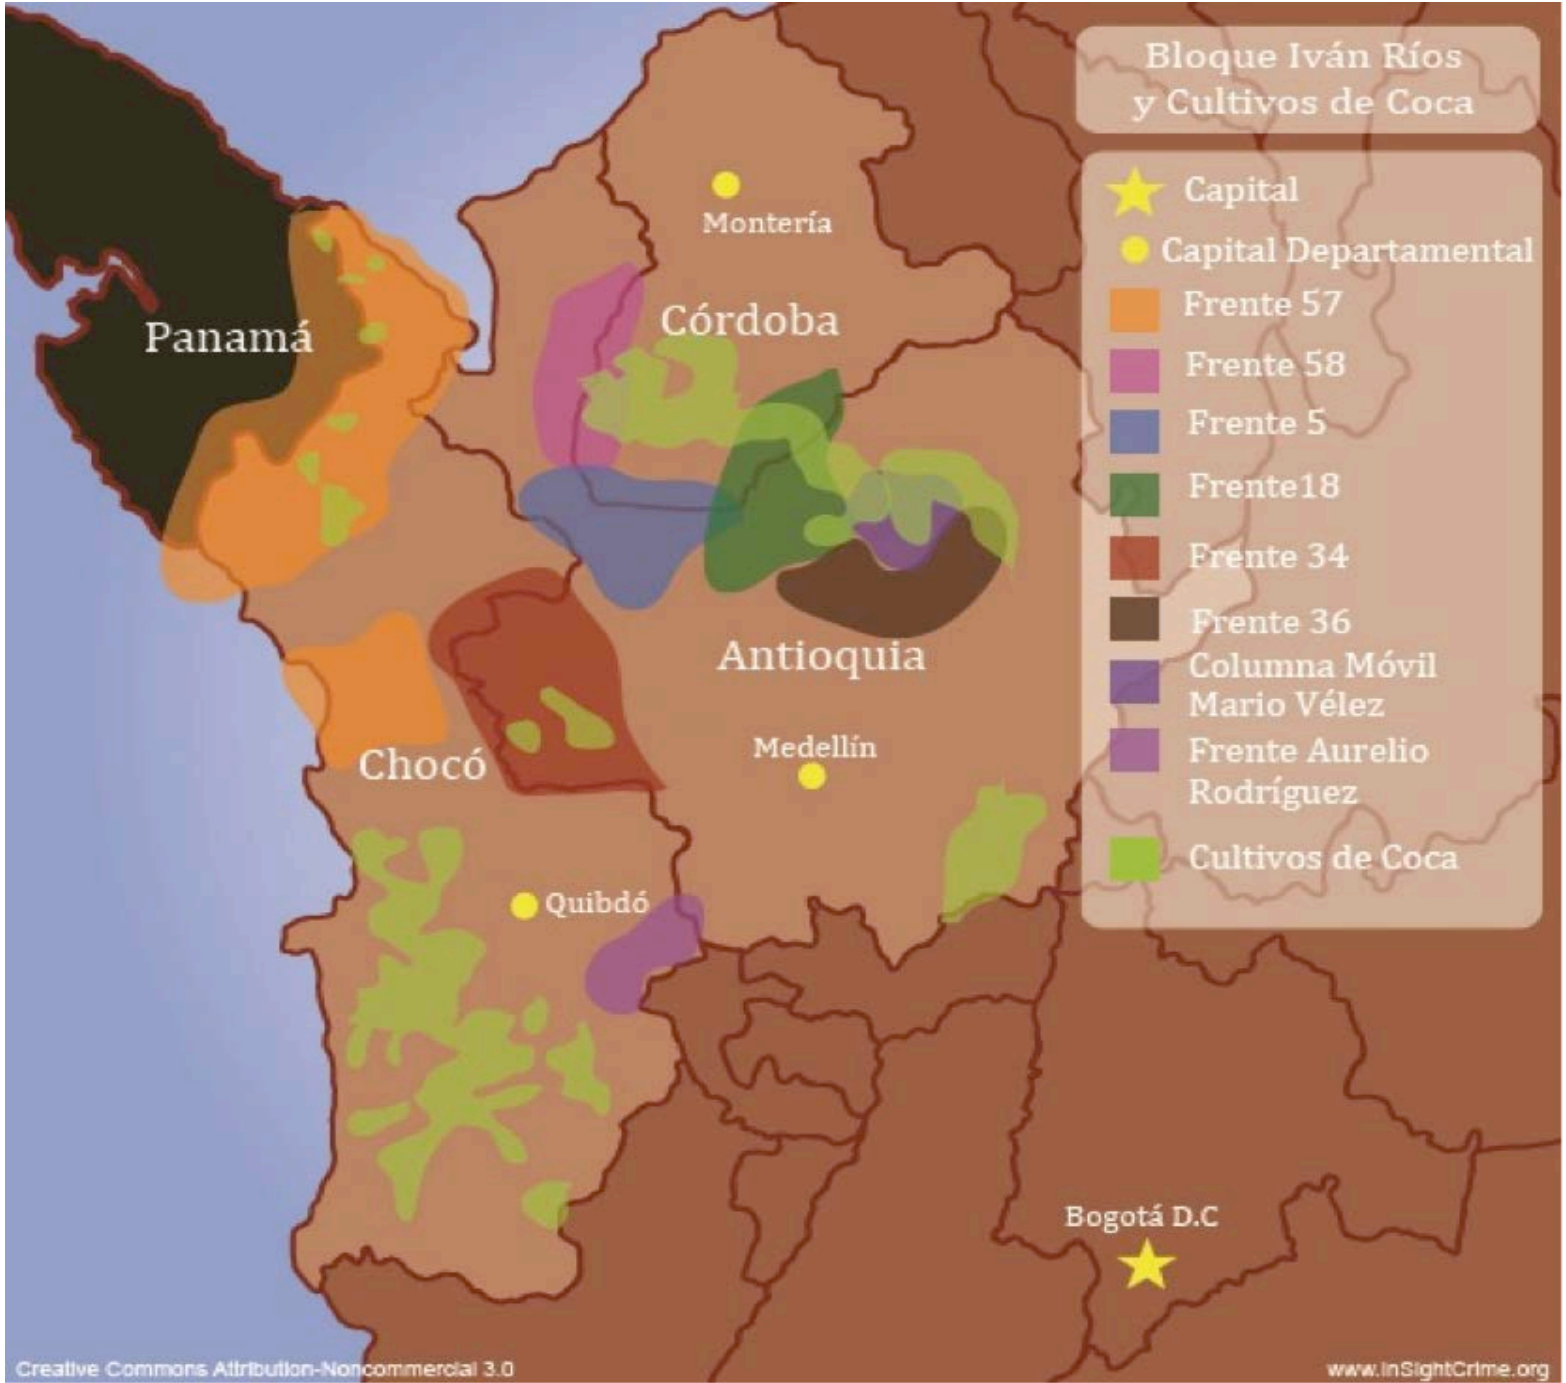 Bloque Iván Ríos
y Cultivos de Coca
Capital
Capital Departamental
Frente 57
Frente 58
Frente 5
Frente18
Frente 34
Frente 36
Columna Móvil
Mario Vélez
Frente Aurelio
Rodríguez
Cultivos de Coca
Montería
Córdoba
Panamá
Antioquia
Medellín
Chocó
Quibdó
Bogotá D.C
Creative Commons Attribution-Noncommercial 3.0
www.InSightCrime.org